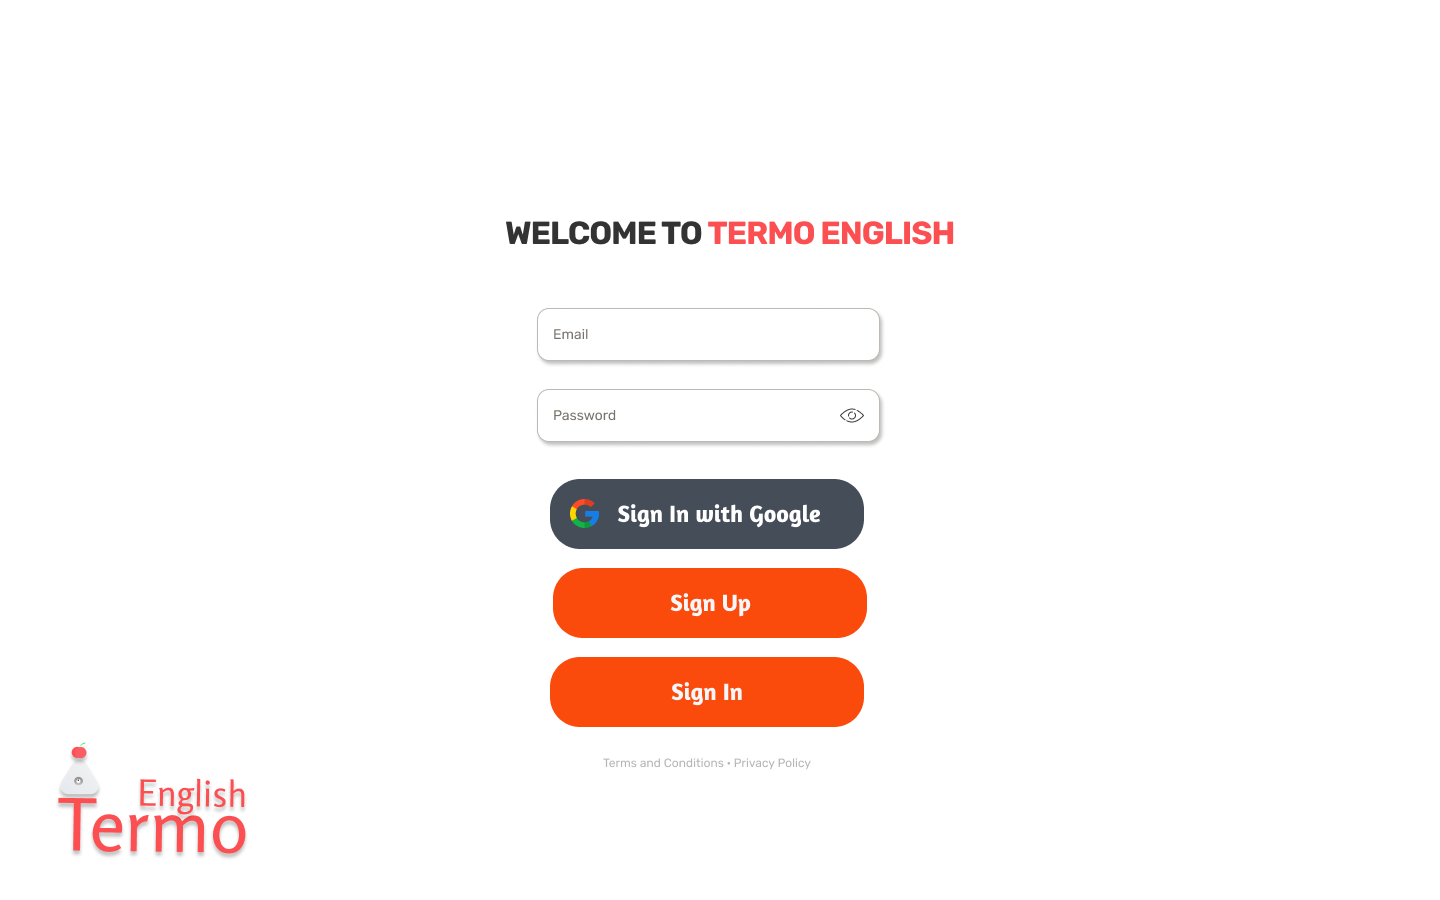 WELCOME TO TERMO ENGLISH
Email
Password
Sign In with Google
Sign Up
Sign In
Terms and Conditions • Privacy Policy
English
Termo